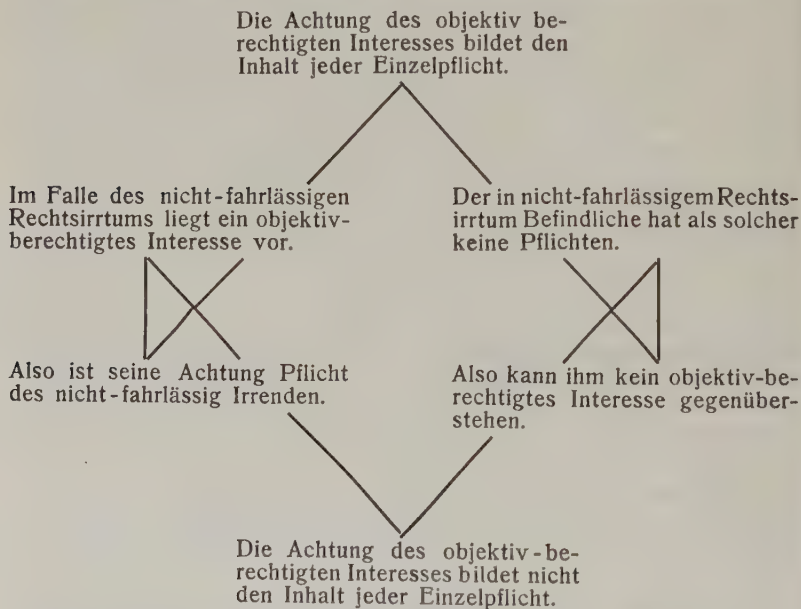 Die Achtung des objektiv be-
rechtigten Interesses bildet den
Inhalt jeder Einzelpflicht.
Im Falle des nicht-fahrlässigen
Rechtsirrtums liegt ein objektiv-
berechtigtes Interesse vor.
Der in nicht-fahrlässigem Rechts-
irrtum Befindliche hat als solcher
keine Pflichten.
Also ist seine Achtung Pflicht
des nicht-fahrlässig Irrenden.
Also kann ihm kein objektiv-be-
rechtigtes Interesse gegenüber-
stehen.
Die Achtung des objektiv-be-
rechtigten Interesses bildet nicht
den Inhalt jeder Einzelpflicht.